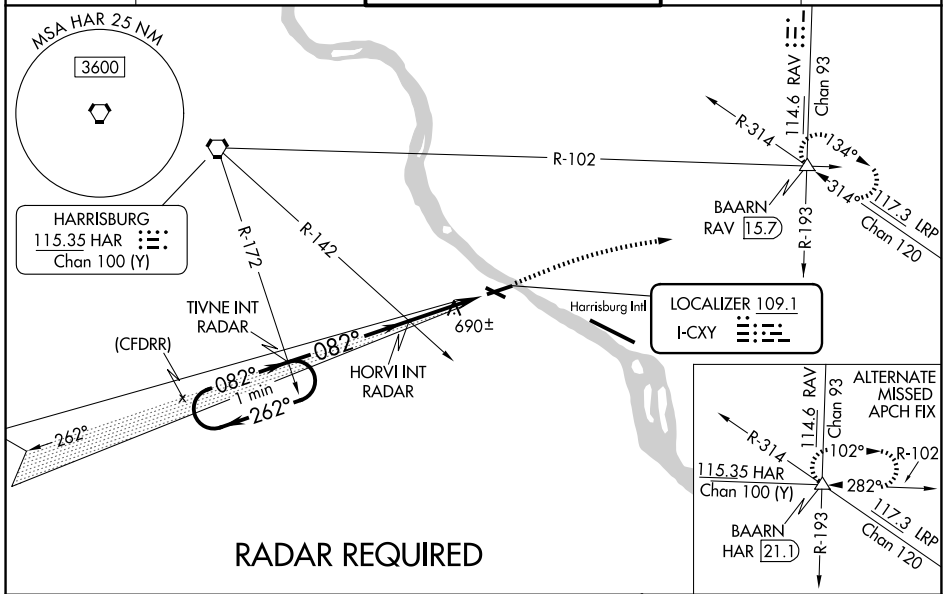 MSA HAR 25 NM
3600
HARRISBURG
115.35 HAR
Chan 100 (Y)
R-102
R-172
R-142
114.6 RAV
Chan 93
R-314
134°
314°
117.3 LRP
Chan 120
BAARN
RAV 15.7
R-193
TIVNE INT
RADAR
(CFDRR)
082°
082°
1 min
262°
262°
HORVI INT
RADAR
690±
Harrisburg Intl
LOCALIZER 109.1
I-CXY
ALTERNATE
MISSED
APCH FIX
114.6 RAV
Chan 93
R-314
102°
R-102
282°
115.35 HAR
Chan 100 (Y)
117.3 LRP
Chan 120
BAARN
HAR 21.1
R-193
RADAR REQUIRED